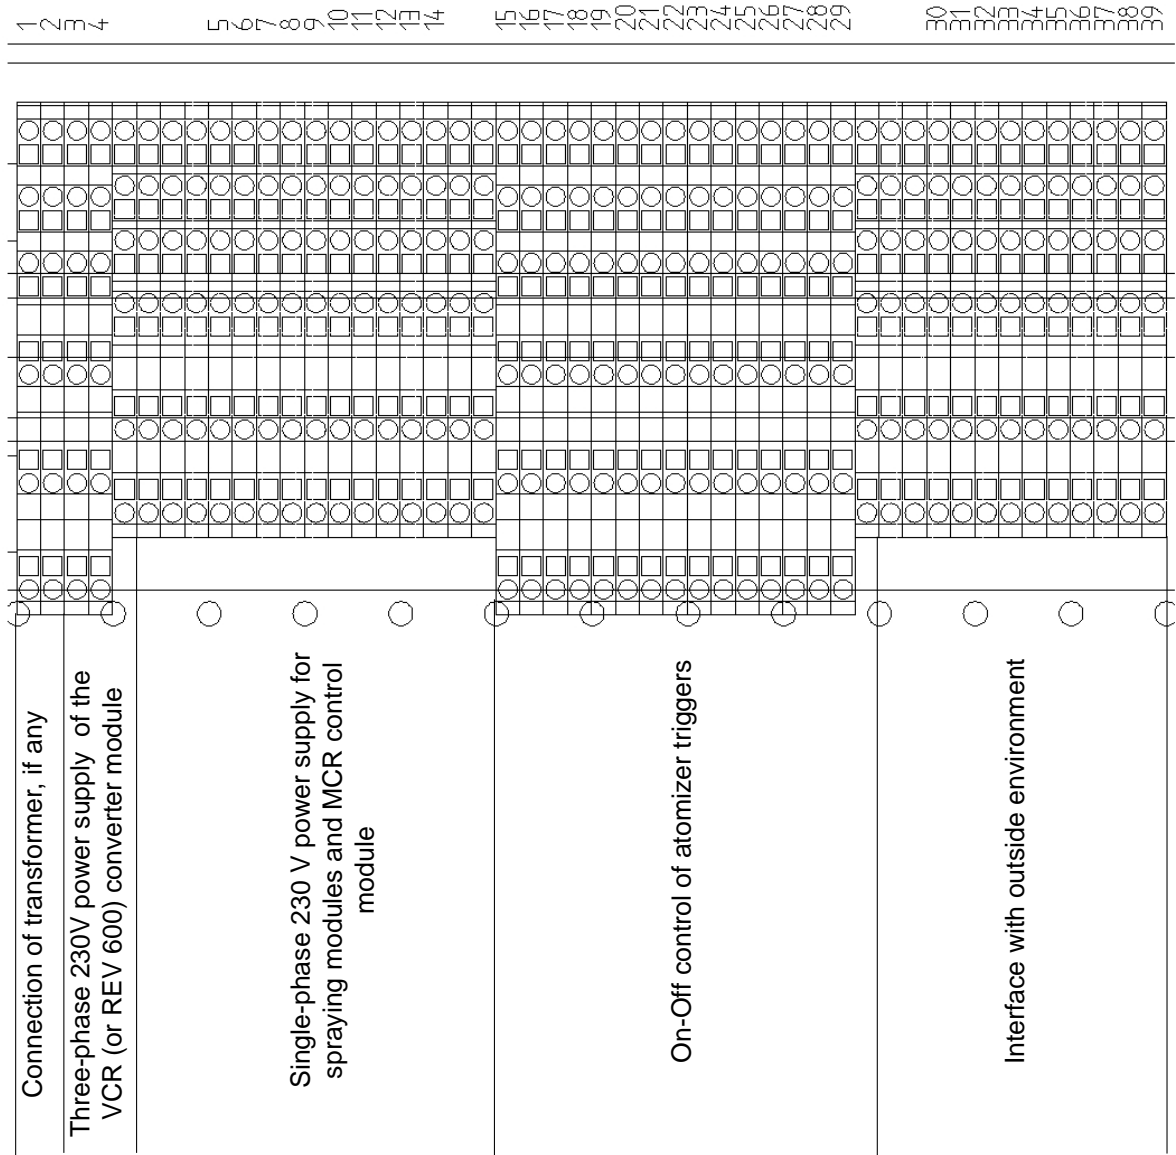 1 2 3 4 5 6 7 8 9 10 11 12 13 14 15 16 17 18 19 20 21 22 23 24 25 26 27 28 29 30 31 32 33 34 35 36 37 38 39
Connection of transformer, if any
Three-phase 230V power supply of the
VCR (or REV 600) converter module
Single-phase 230 V power supply for
spraying modules and MCR control
module
On-Off control of atomizer triggers
Interface with outside environment